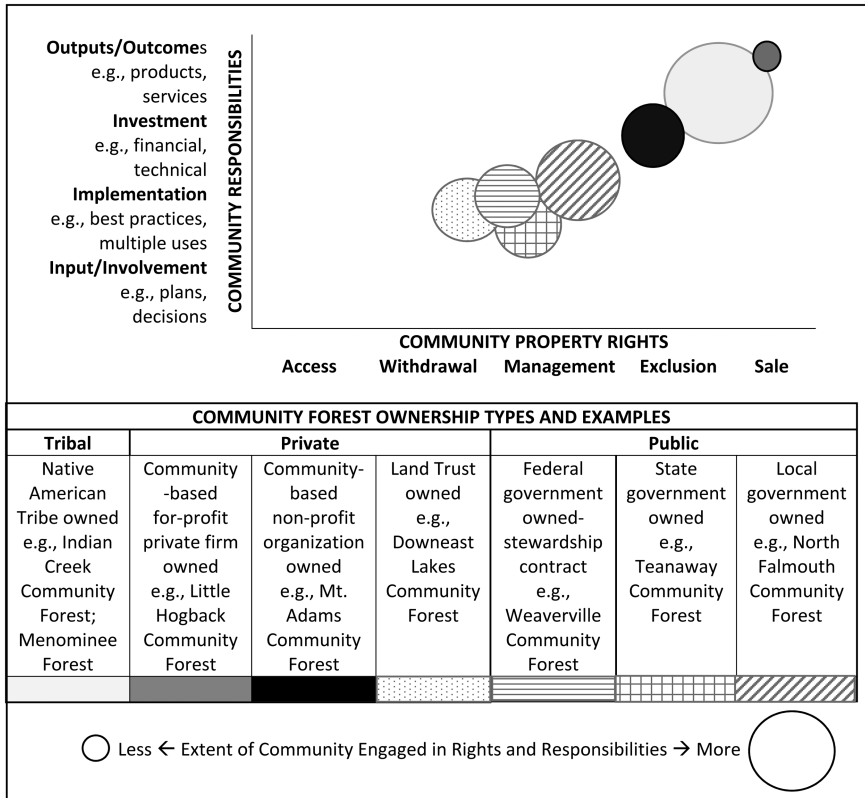 Outputs/Outcomes
e.g., products,
services
Investment
e.g., financial,
technical
Implementation
e.g., best practices,
multiple uses
Input/Involvement
e.g., plans,
decisions
COMMUNITY RESPONSIBILITIES
COMMUNITY PROPERTY RIGHTS
Access Withdrawal Management Exclusion Sale
COMMUNITY FOREST OWNERSHIP TYPES AND EXAMPLES
Tribal Private Public
Native
American
Tribe owned
e.g., Indian
Creek
Community
Forest;
Menominee
Forest
Community
-based
for-profit
private firm
owned
e.g., Little
Hogback
Community
Forest
Community-
based
non-profit
organization
owned
e.g., Mt.
Adams
Community
Forest
Land Trust
owned
e.g.,
Downeast
Lakes
Community
Forest
Federal
government
owned-
stewardship
contract
e.g.,
Weaverville
Community
Forest
State
government
owned
e.g.,
Teanaway
Community
Forest
Local
government
owned
e.g., North
Falmouth
Community
Forest
Less ← Extent of Community Engaged in Rights and Responsibilities → More